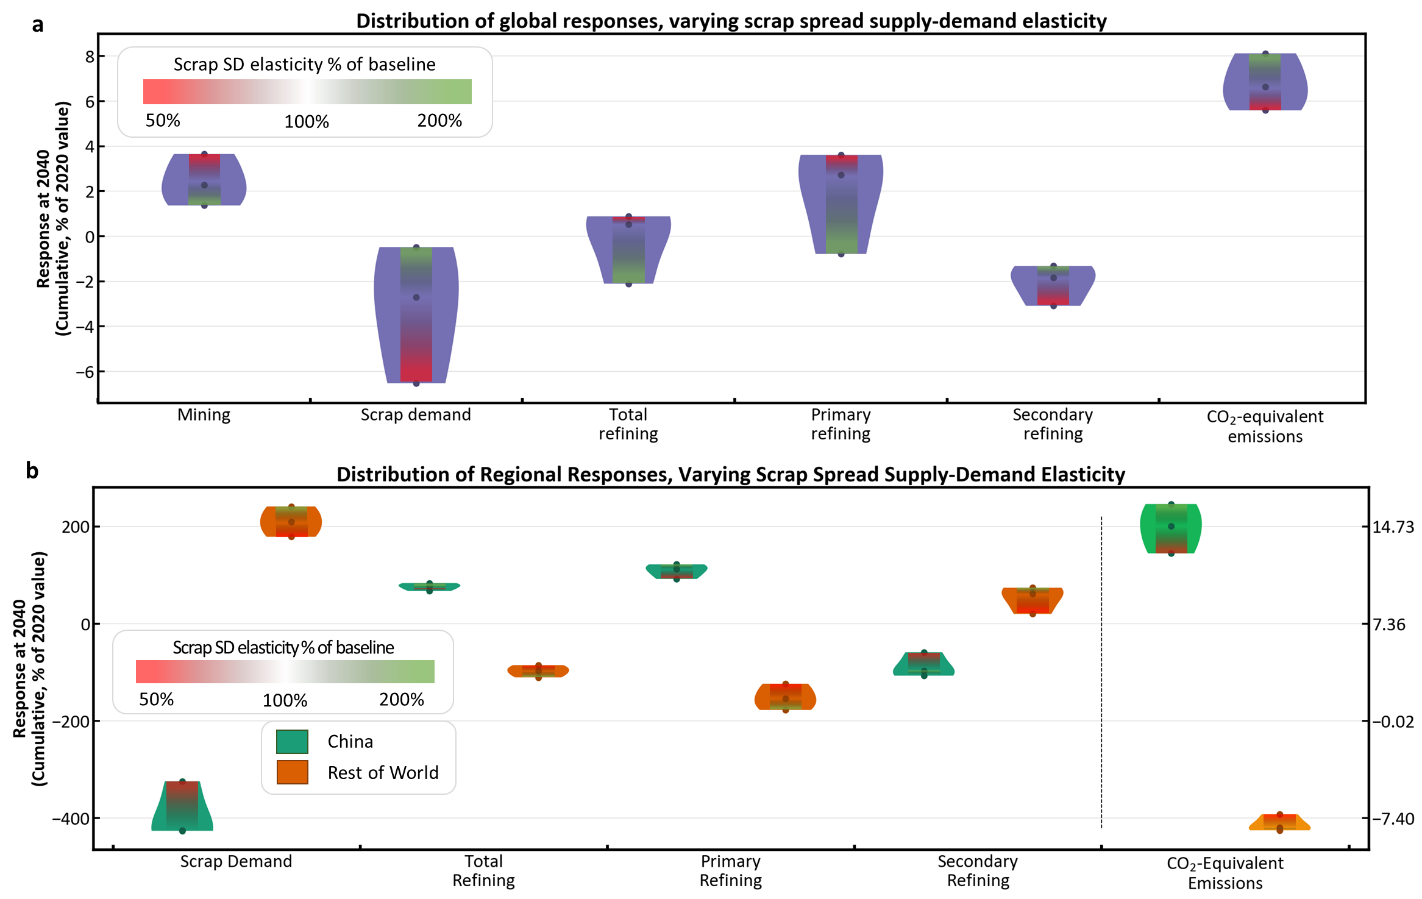 a
Distribution of global responses, varying scrap spread supply-demand elasticity
Response at 2040
(Cumulative, % of 2020 value)
8
6
4
2
0
−2
−4
−6
Scrap SD elasticity % of baseline
50% 100% 200%
Mining
Scrap demand
Total
refining
Primary
refining
Secondary
refining
CO₂-equivalent
emissions
b
Distribution of Regional Responses, Varying Scrap Spread Supply-Demand Elasticity
Response at 2040
(Cumulative, % of 2020 value)
200
0
−200
−400
Scrap SD elasticity % of baseline
50% 100% 200%
China
Rest of World
14.73
7.36
−0.02
−7.40
Scrap Demand
Total
Refining
Primary
Refining
Secondary
Refining
CO₂-Equivalent
Emissions